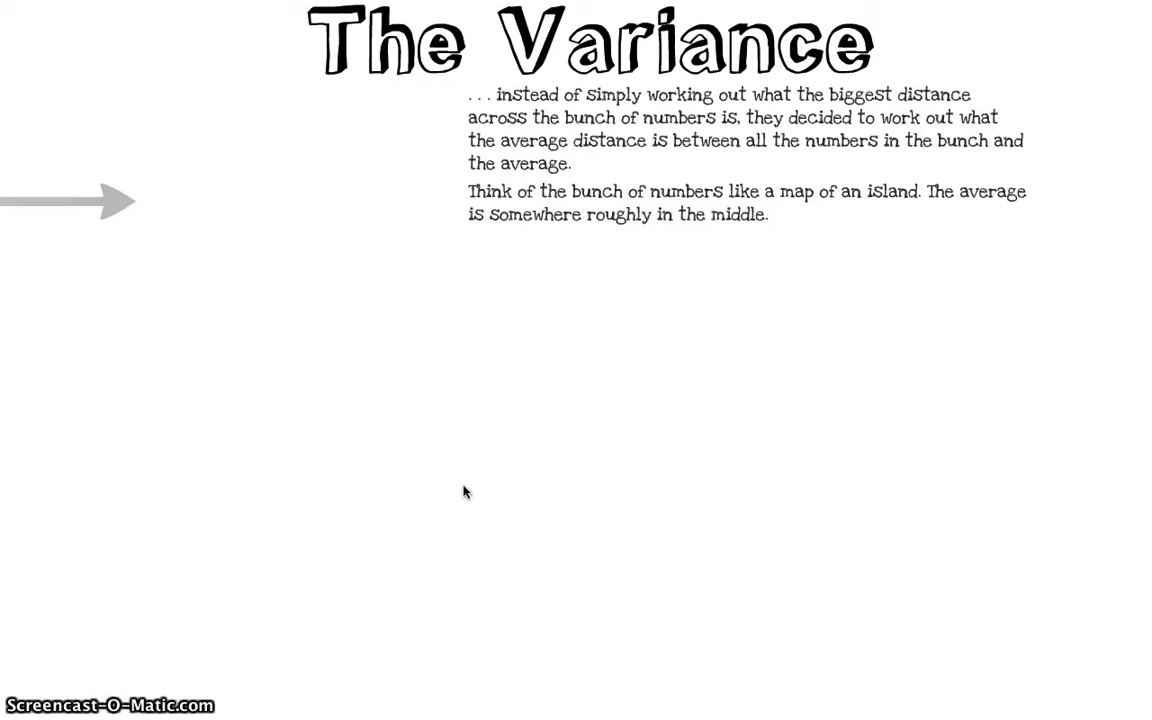 The Variance
. . . instead of simply working out what the biggest distance
across the bunch of numbers is, they decided to work out what
the average distance is between all the numbers in the bunch and
the average.
Think of the bunch of numbers like a map of an island. The average
is somewhere roughly in the middle.
Screencast-O-Matic.com